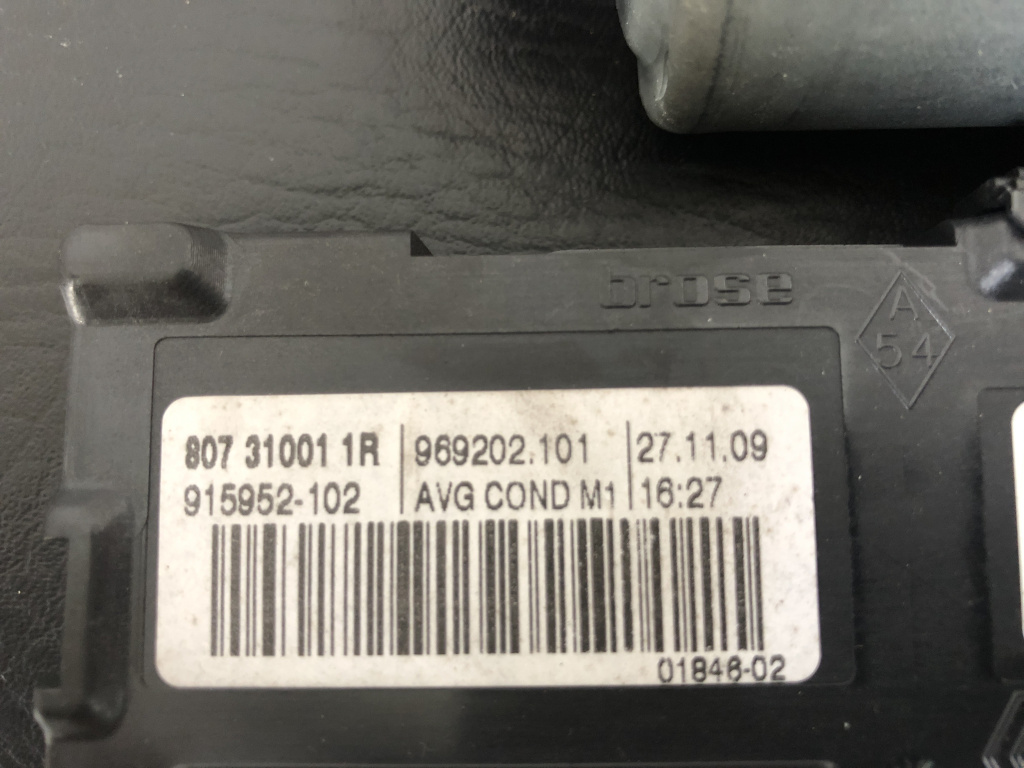 brose
A
54
807 31001 1R
969202.101
27.11.09
915952-102
AVG COND M1
16:27
01846-02